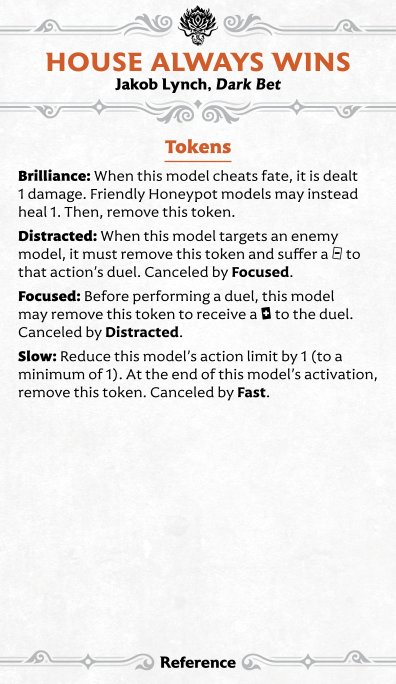 HOUSE ALWAYS WINS
Jakob Lynch, Dark Bet
Tokens
Brilliance: When this model cheats fate, it is dealt
1 damage. Friendly Honeypot models may instead
heal 1. Then, remove this token.
Distracted: When this model targets an enemy
model, it must remove this token and suffer a to
that action's duel. Canceled by Focused.
Focused: Before performing a duel, this model
may remove this token to receive a to the duel.
Canceled by Distracted.
Slow: Reduce this model's action limit by 1 (to a
minimum of 1). At the end of this model's activation,
remove this token. Canceled by Fast.
Reference